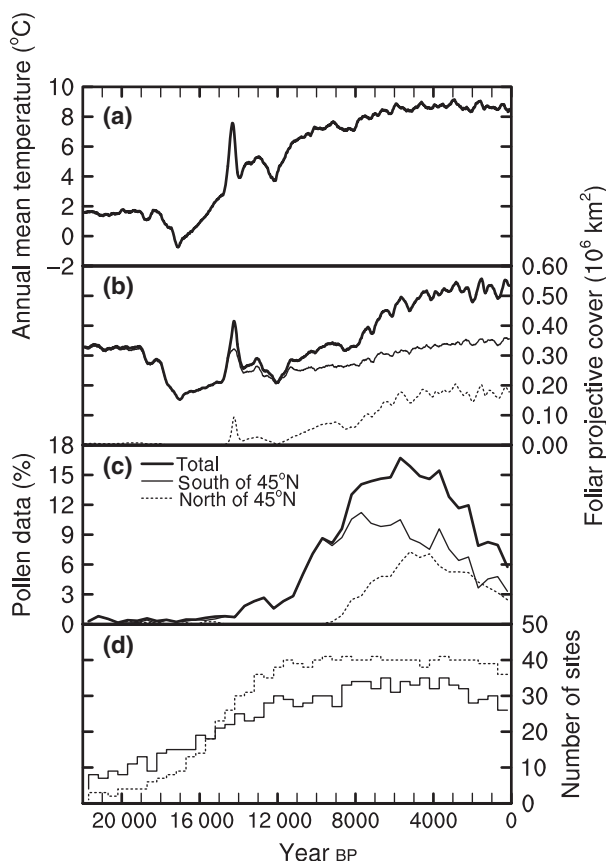 Annual mean temperature (°C)
10
8
6
4
2
0
−2
(a)
Foliar projective cover (10⁶ km²)
0.60
0.50
0.40
0.30
0.20
0.10
0.00
(b)
Pollen data (%)
18
15
12
9
6
3
0
(c)
Total
South of 45°N
North of 45°N
Number of sites
50
40
30
20
10
0
(d)
20 000 16 000 12 000 8000 4000 0
Year BP